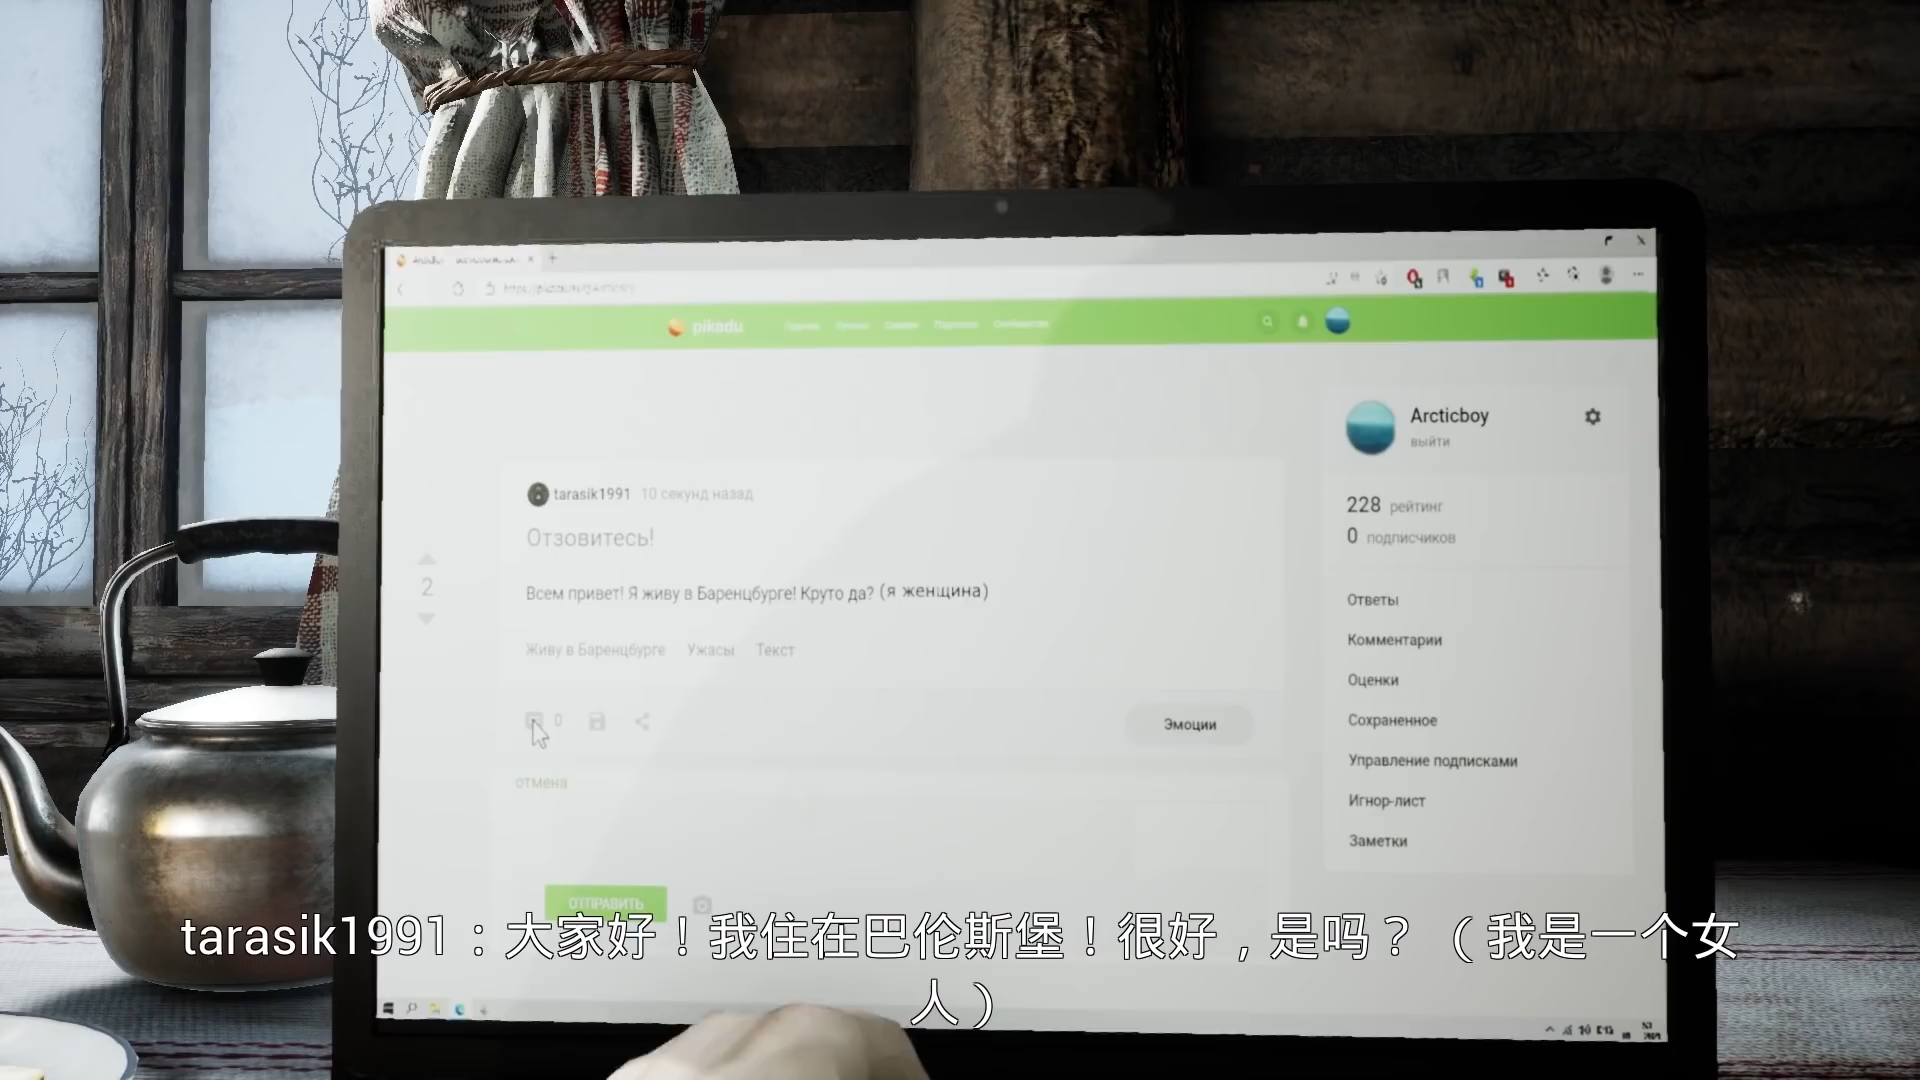 pikadu
Arcticboy
выйти
tarasik1991 10 секунд назад
228 рейтинг
Отзовитесь!
0 подписчиков
2
Всем привет! Я живу в Баренцбурге! Круто да? (я женщина)
Ответы
Живу в Баренцбурге Ужасы Текст
Комментарии
Оценки
0
Эмоции
Сохраненное
Управление подписками
отмена
Игнор-лист
Заметки
ОТПРАВИТЬ
tarasik1991：大家好！我住在巴伦斯堡！很好，是吗？（我是一个女
人）